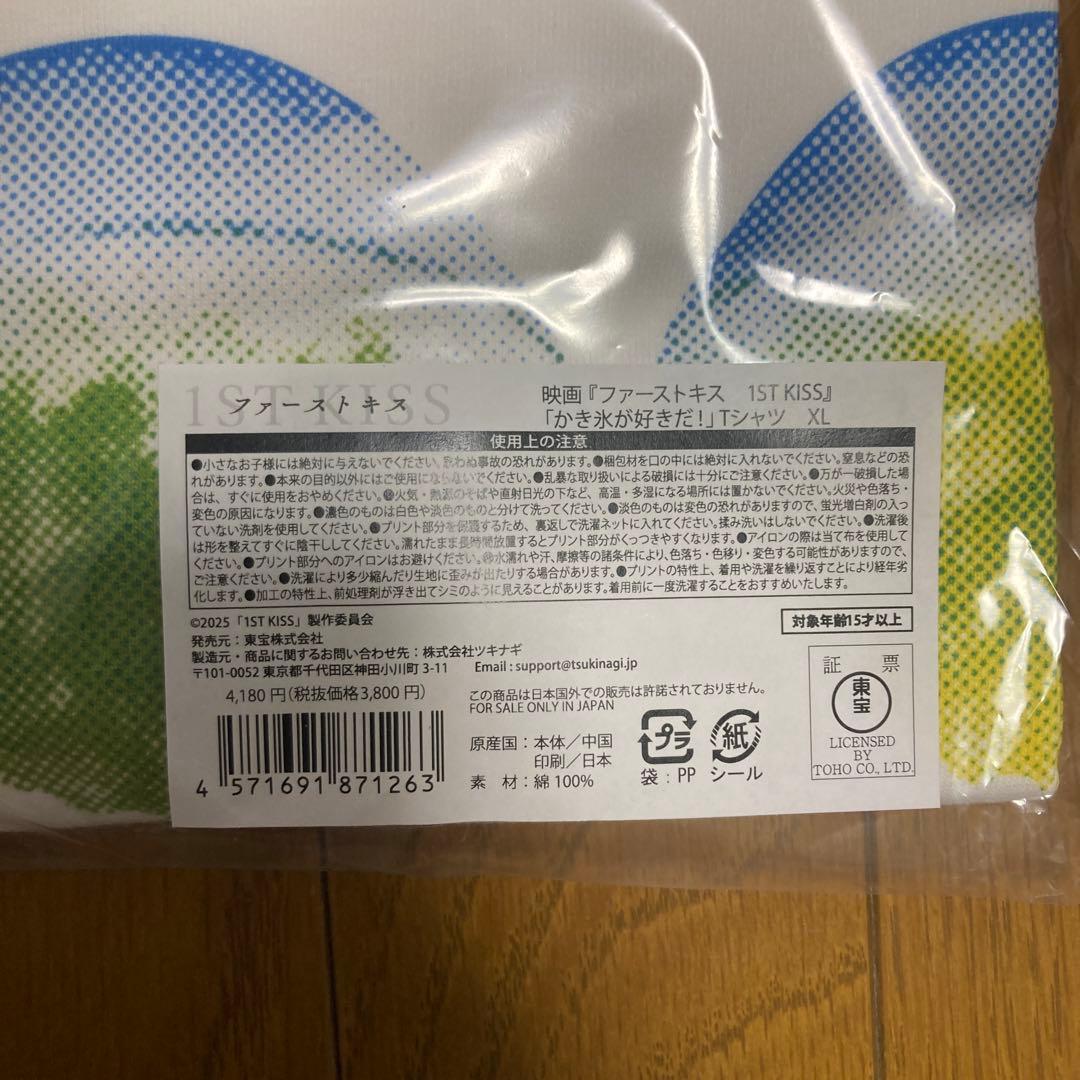 1ST KISS
ファーストキス
映画『ファーストキス　1ST KISS』
「かき氷が好きだ！」Tシャツ　XL
使用上の注意
●小さなお子様には絶対に与えないでください。思わぬ事故の恐れがあります。●梱包材を口の中には絶対に入れないでください。窒息などの恐
れがあります。●本来の目的以外にはご使用にならないでください。●乱暴な取り扱いによる破損には十分にご注意ください。●万が一破損した場
合は、すぐに使用をおやめください。●火気・熱源のそばや直射日光の下など、高温・多湿になる場所には置かないでください。火災や色落ち・
変色の原因になります。●濃色のものは白色や淡色のものと分けて洗ってください。●淡色のものは変色の恐れがありますので、蛍光増白剤の入っ
ていない洗剤を使用してください。●プリント部分を保護するため、裏返しで洗濯ネットに入れてください。揉み洗いはしないでください。●洗濯後
は形を整えてすぐに陰干ししてください。濡れたまま長時間放置するとプリント部分がくっつきやすくなります。●アイロンの際は当て布を使用して
ください。●プリント部分へのアイロンはお避けください。●水濡れや汗、摩擦等の諸条件により、色落ち・色移り・変色する可能性がありますので、
ご注意ください。●洗濯により多少縮んだり生地に歪みが出たりする場合があります。●プリントの特性上、着用や洗濯を繰り返すことにより経年劣
化します。●加工の特性上、前処理剤が浮き出てシミのように見えることがあります。着用前に一度洗濯することをおすすめいたします。
©2025「1ST KISS」製作委員会
対象年齢15才以上
発売元：東宝株式会社
製造元・商品に関するお問い合わせ先：株式会社ツキナギ
〒101-0052 東京都千代田区神田小川町 3-11　Email : support@tsukinagi.jp
4,180円（税抜価格3,800円）
4 571691 871263
この商品は日本国外での販売は許諾されておりません。
FOR SALE ONLY IN JAPAN
原産国：本体／中国
印刷／日本
素　材：綿100%
プラ
袋：PP
紙
シール
証　票
東宝
LICENSED
BY
TOHO CO., LTD.